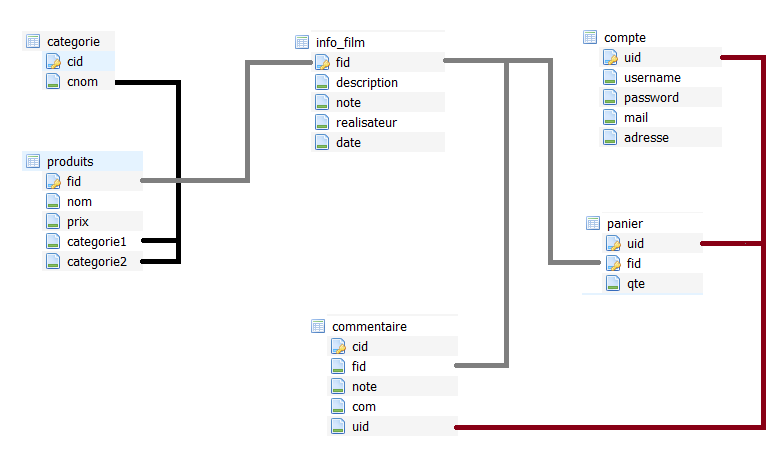 categorie
cid
cnom
produits
fid
nom
prix
categorie1
categorie2
info_film
fid
description
note
realisateur
date
commentaire
cid
fid
note
com
uid
compte
uid
username
password
mail
adresse
panier
uid
fid
qte